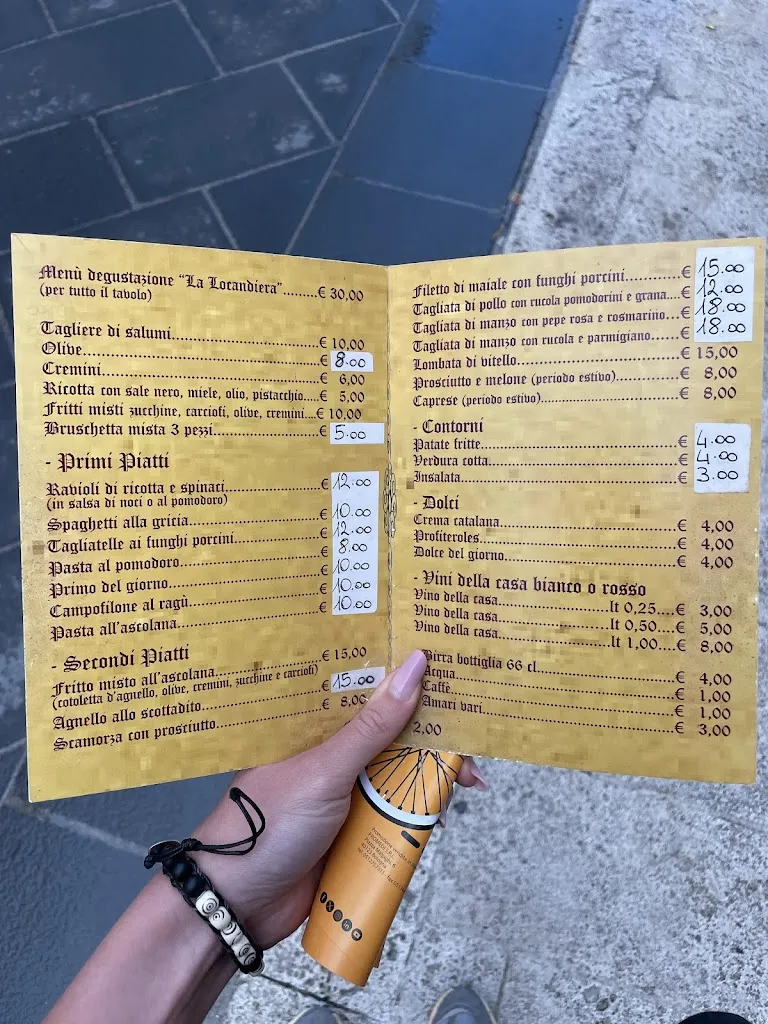 Menù degustazione “La Locandiera”........€ 30,00
(per tutto il tavolo)
Tagliere di salumi......€ 10,00
Olive......€ 8.00
Cremini......€ 6,00
Ricotta con sale nero, miele, olio, pistacchio....€ 5,00
Fritti misti zucchine, carciofi, olive, cremini....€ 10,00
Bruschetta mista 3 pezzi......€ 5.00
- Primi Piatti
Ravioli di ricotta e spinaci......€ 12.00
(in salsa di noci o al pomodoro)
Spaghetti alla gricia......€ 10.00
Tagliatelle ai funghi porcini......€ 12.00
Pasta al pomodoro......€ 8.00
Primo del giorno......€ 10.00
Campofilone al ragù......€ 10.00
Pasta all'ascolana......€ 10.00
- Secondi Piatti
Fritto misto all'ascolana......€ 15,00
(cotoletta d'agnello, olive, cremini, zucchine e carciofi)
Agnello allo scottadito......€ 15.00
Scamorza con prosciutto......€ 8,00
Filetto di maiale con funghi porcini......€ 15.00
Tagliata di pollo con rucola pomodorini e grana....€ 12.00
Tagliata di manzo con pepe rosa e rosmarino....€ 18.00
Tagliata di manzo con rucola e parmigiano......€ 18.00
Lombata di vitello......€ 15,00
Prosciutto e melone (periodo estivo)......€ 8,00
Caprese (periodo estivo)......€ 8,00
- Contorni
Patate fritte......€ 4.00
Verdura cotta......€ 4.00
Insalata......€ 3.00
- Dolci
Crema catalana......€ 4,00
Profiteroles......€ 4,00
Dolce del giorno......€ 4,00
- Vini della casa bianco o rosso
Vino della casa......lt 0,25....€ 3,00
Vino della casa......lt 0,50....€ 5,00
Vino della casa......lt 1,00....€ 8,00
Birra bottiglia 66 cl......€ 4,00
Acqua......€ 1,00
Caffè......€ 1,00
Amari vari......€ 3,00
2,00